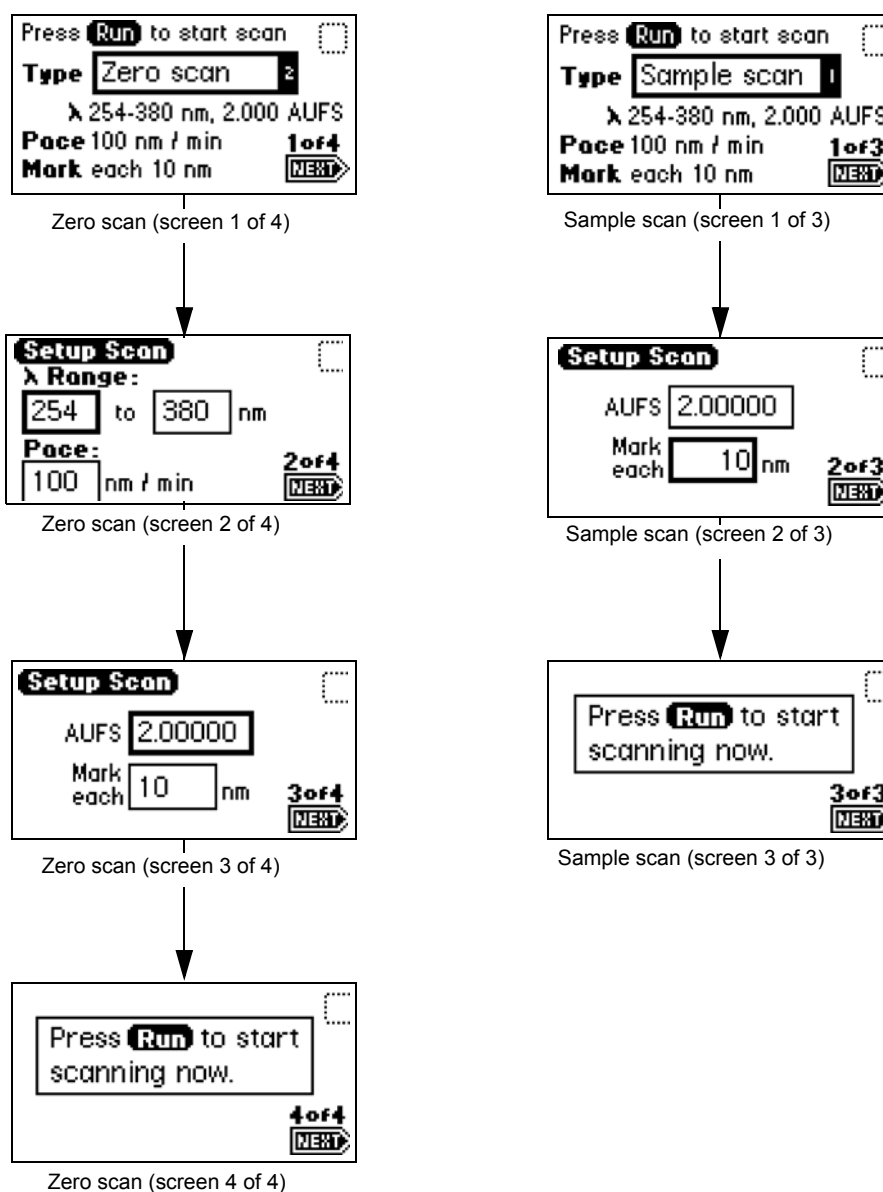 Press Run to start scan
Type Zero scan 2
λ 254-380 nm, 2.000 AUFS
Pace 100 nm / min 1of4
Mark each 10 nm NEXT
Zero scan (screen 1 of 4)
Setup Scan
λ Range:
254 to 380 nm
Pace:
100 nm / min 2of4
NEXT
Zero scan (screen 2 of 4)
Setup Scan
AUFS 2.00000
Mark each 10 nm 3of4
NEXT
Zero scan (screen 3 of 4)
Press Run to start
scanning now.
4of4
NEXT
Zero scan (screen 4 of 4)
Press Run to start scan
Type Sample scan 1
λ 254-380 nm, 2.000 AUFS
Pace 100 nm / min 1of3
Mark each 10 nm NEXT
Sample scan (screen 1 of 3)
Setup Scan
AUFS 2.00000
Mark each 10 nm 2of3
NEXT
Sample scan (screen 2 of 3)
Press Run to start
scanning now.
3of3
NEXT
Sample scan (screen 3 of 3)